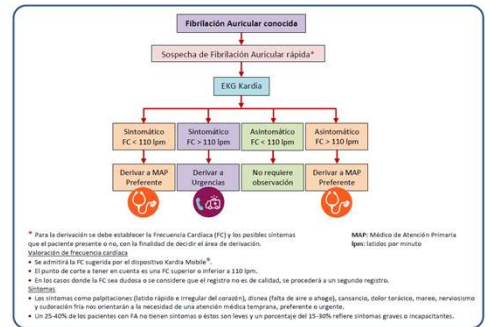 Fibrilación Auricular conocida
Sospecha de Fibrilación Auricular rápida*
EKG Kardia
Sintomático
FC < 110 lpm
Sintomático
FC > 110 lpm
Asintomático
FC < 110 lpm
Asintomático
FC > 110 lpm
Derivar a MAP
Preferente
Derivar a
Urgencias
No requiere
observación
Derivar a MAP
Preferente
* Para la derivación se debe establecer la Frecuencia Cardíaca (FC) y los posibles síntomas
que el paciente presente o no, con la finalidad de decidir el área de derivación.
MAP: Médico de Atención Primaria
lpm: latidos por minuto
Valoración de frecuencia cardíaca
• Se admitirá la FC sugerida por el dispositivo Kardia Mobile®.
• El punto de corte a tener en cuenta es una FC superior o inferior a 110 lpm.
• En los casos donde la FC sea dudosa o se considere que el registro no es de calidad, se procederá a un segundo registro.
Síntomas
• Los síntomas como palpitaciones (latido rápido e irregular del corazón), disnea (falta de aire o ahogo), cansancio, dolor torácico, mareo, nerviosismo
y sudoración fría nos orientarán a la necesidad de una atención médica temprana, preferente o urgente.
• Un 25-40% de los pacientes con FA no tienen síntomas o éstos son leves y un porcentaje del 15-30% refiere síntomas graves o incapacitantes.